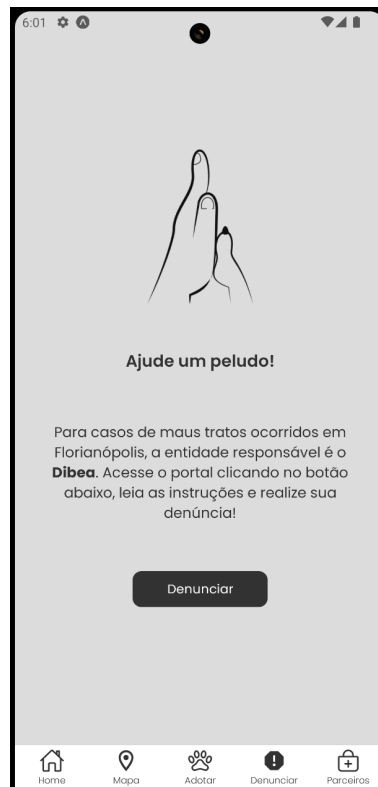 6:01
Ajude um peludo!
Para casos de maus tratos ocorridos em
Florianópolis, a entidade responsável é o
Dibea. Acesse o portal clicando no botão
abaixo, leia as instruções e realize sua
denúncia!
Denunciar
Home
Mapa
Adotar
Denunciar
Parceiros